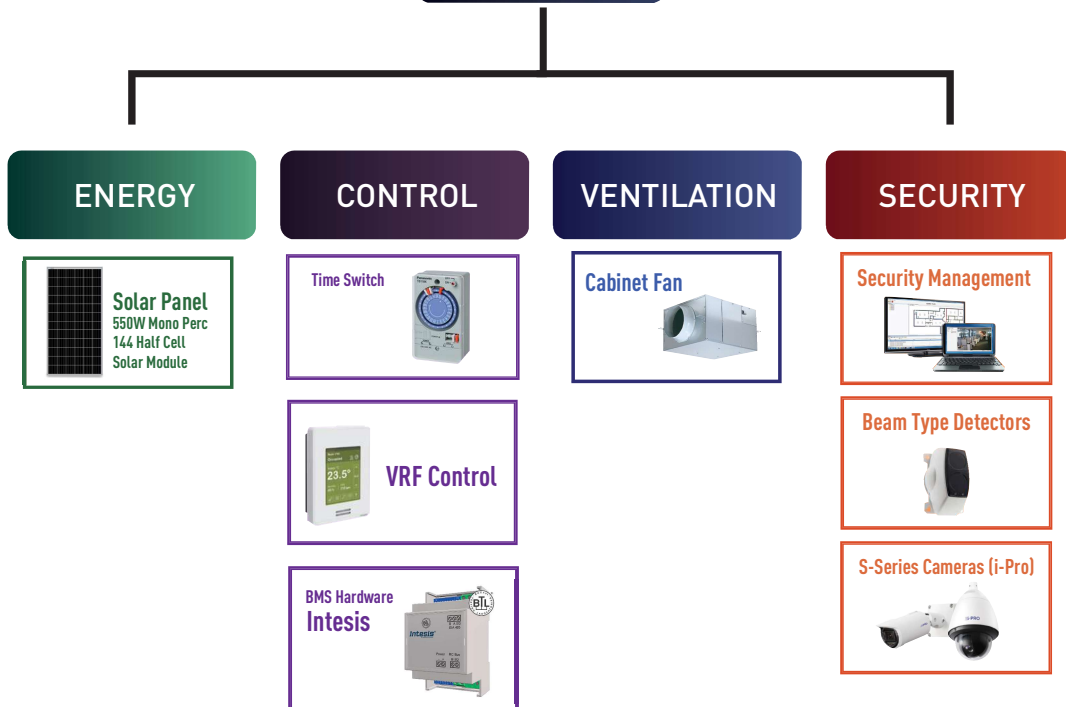 ENERGY
CONTROL
VENTILATION
SECURITY
Solar Panel
550W Mono Perc
144 Half Cell
Solar Module
Time Switch
Panasonic
VRF Control
23.5°
BMS Hardware
Intesis
BTL
Intesis
Cabinet Fan
Security Management
Beam Type Detectors
S-Series Cameras (i-Pro)
i-PRO